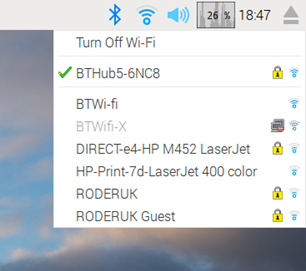 26 % 18:47
Turn Off Wi-Fi
BTHub5-6NC8
BTWi-fi
BTWifi-X
DIRECT-e4-HP M452 LaserJet
HP-Print-7d-LaserJet 400 color
RODERUK
RODERUK Guest